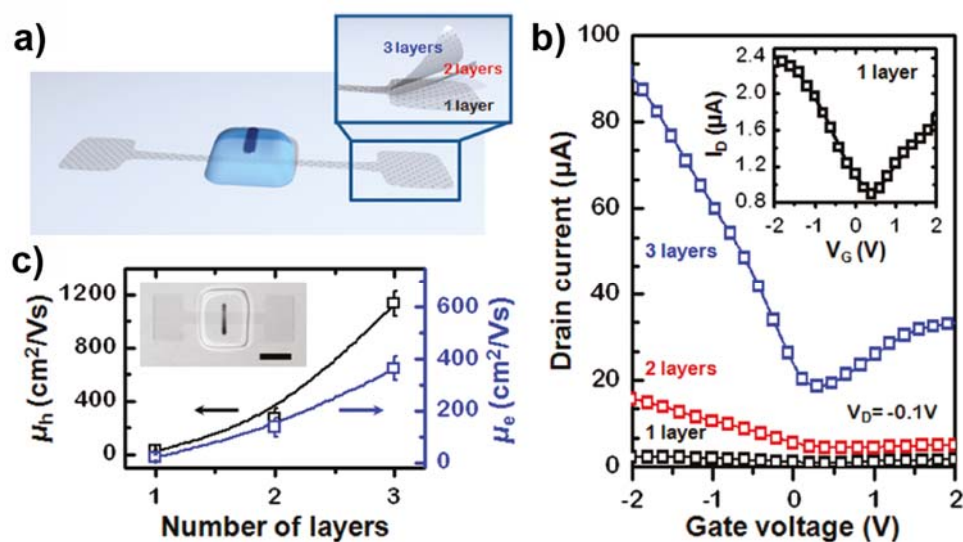 a)
3 layers
2 layers
1 layer
b)
Drain current (μA)
100
80
60
40
20
0
-2
-1
0
1
2
Gate voltage (V)
3 layers
2 layers
1 layer
V_D= -0.1V
1 layer
I_D (μA)
2.4
2.0
1.6
1.2
0.8
-2
-1
0
1
2
V_G (V)
c)
μ_h (cm²/Vs)
1200
800
400
0
1
2
3
Number of layers
600
400
200
0
μ_e (cm²/Vs)